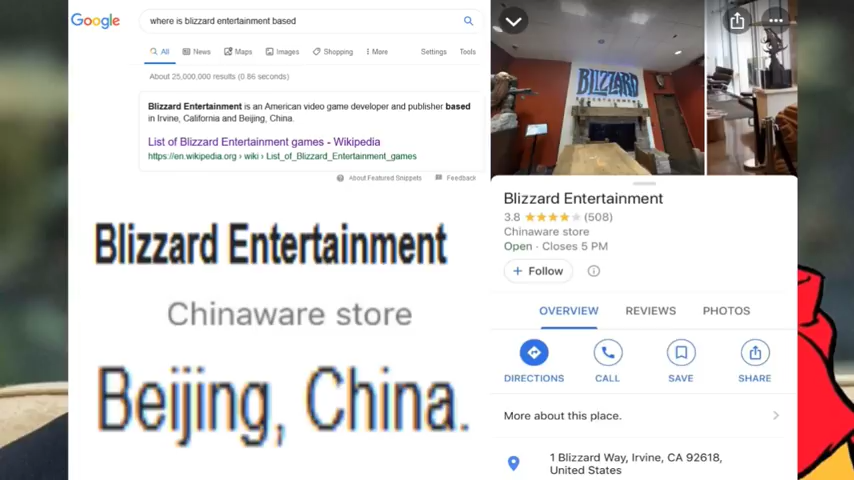 Google
where is blizzard entertainment based
All
News
Maps
Images
Shopping
More
Settings
Tools
About 25,000,000 results (0.86 seconds)
Blizzard Entertainment is an American video game developer and publisher based
in Irvine, California and Beijing, China.
List of Blizzard Entertainment games - Wikipedia
https://en.wikipedia.org › wiki › List_of_Blizzard_Entertainment_games
About Featured Snippets
Feedback
Blizzard Entertainment
Chinaware store
Beijing, China.
BLIZZARD
ENTERTAINMENT
Blizzard Entertainment
3.8 (508)
Chinaware store
Open · Closes 5 PM
+ Follow
OVERVIEW
REVIEWS
PHOTOS
DIRECTIONS
CALL
SAVE
SHARE
More about this place.
1 Blizzard Way, Irvine, CA 92618,
United States